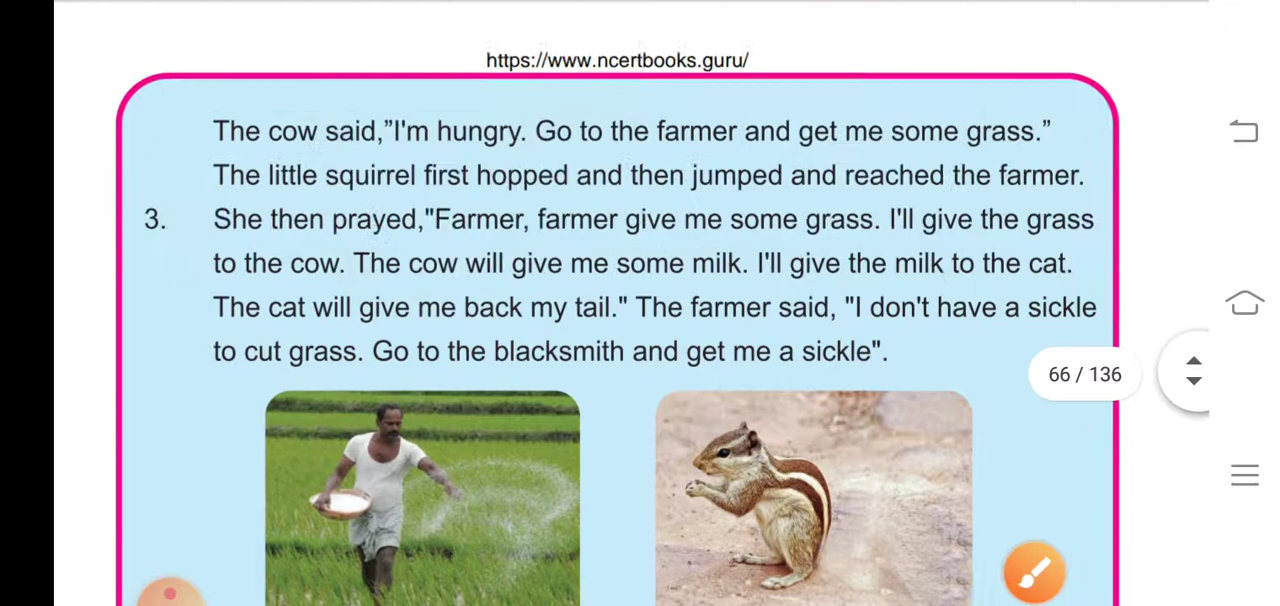 https://www.ncertbooks.guru/
The cow said,”I'm hungry. Go to the farmer and get me some grass.”
The little squirrel first hopped and then jumped and reached the farmer.
3. She then prayed,"Farmer, farmer give me some grass. I'll give the grass
to the cow. The cow will give me some milk. I'll give the milk to the cat.
The cat will give me back my tail." The farmer said, "I don't have a sickle
to cut grass. Go to the blacksmith and get me a sickle".
66 / 136